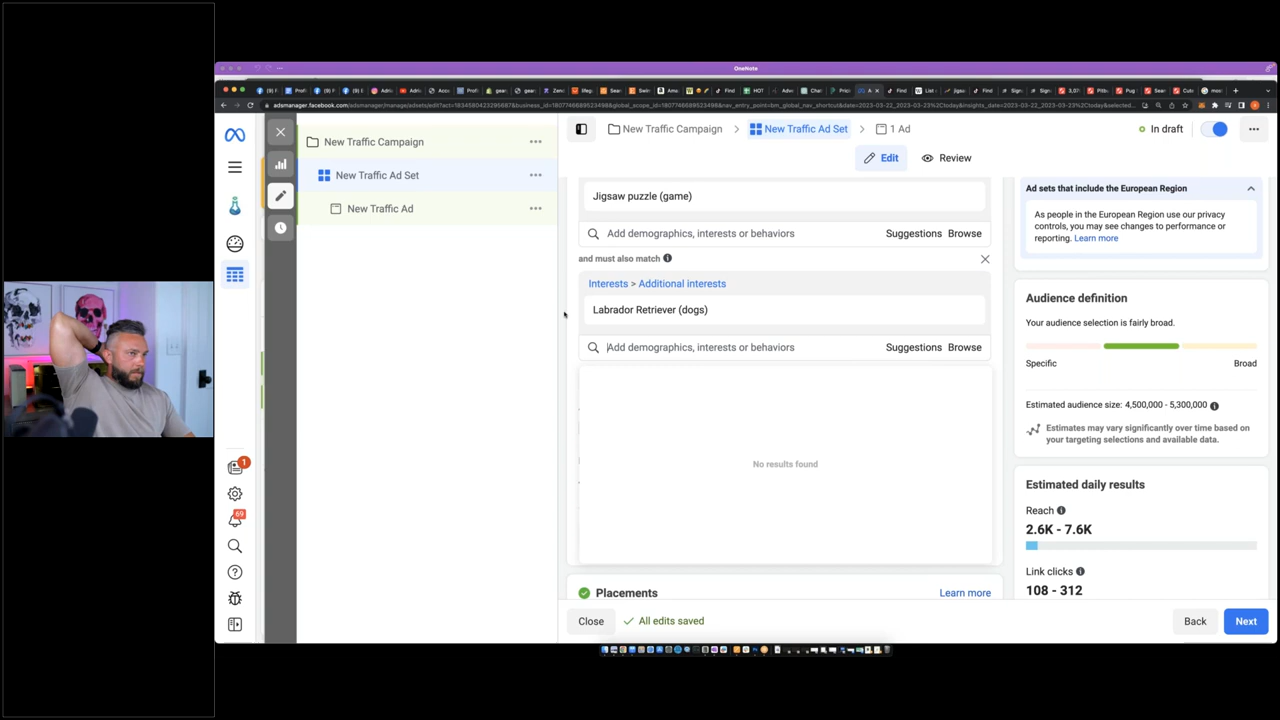 OneNote
adsmanager.facebook.com
New Traffic Campaign
New Traffic Ad Set
1 Ad
In draft
Edit
Review
New Traffic Campaign
New Traffic Ad Set
New Traffic Ad
Jigsaw puzzle (game)
Add demographics, interests or behaviors
Suggestions
Browse
and must also match
Interests > Additional interests
Labrador Retriever (dogs)
Add demographics, interests or behaviors
Suggestions
Browse
No results found
Placements
Learn more
Close
All edits saved
Back
Next
Ad sets that include the European Region
As people in the European Region use our privacy
controls, you may see changes to performance or
reporting. Learn more
Audience definition
Your audience selection is fairly broad.
Specific
Broad
Estimated audience size: 4,500,000 - 5,300,000
Estimates may vary significantly over time based on
your targeting selections and available data.
Estimated daily results
Reach
2.6K - 7.6K
Link clicks
108 - 312
1
69